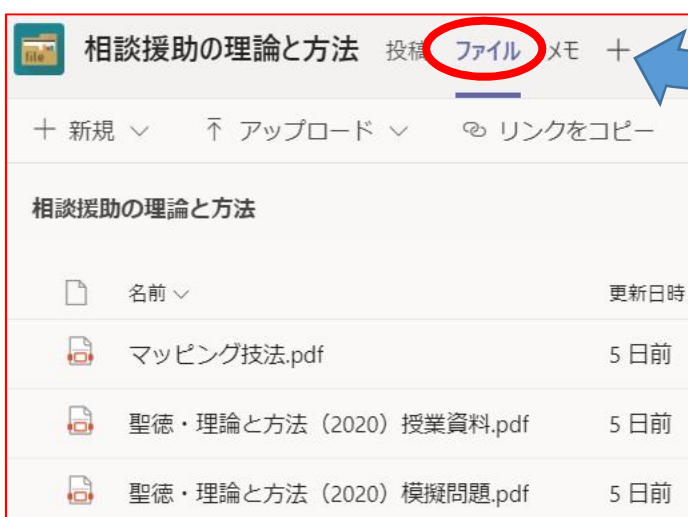 file
相談援助の理論と方法 投稿 ファイル メモ ＋
＋ 新規 アップロード リンクをコピー
相談援助の理論と方法
名前 更新日時
マッピング技法.pdf 5 日前
聖徳・理論と方法（2020）授業資料.pdf 5 日前
聖徳・理論と方法（2020）模擬問題.pdf 5 日前